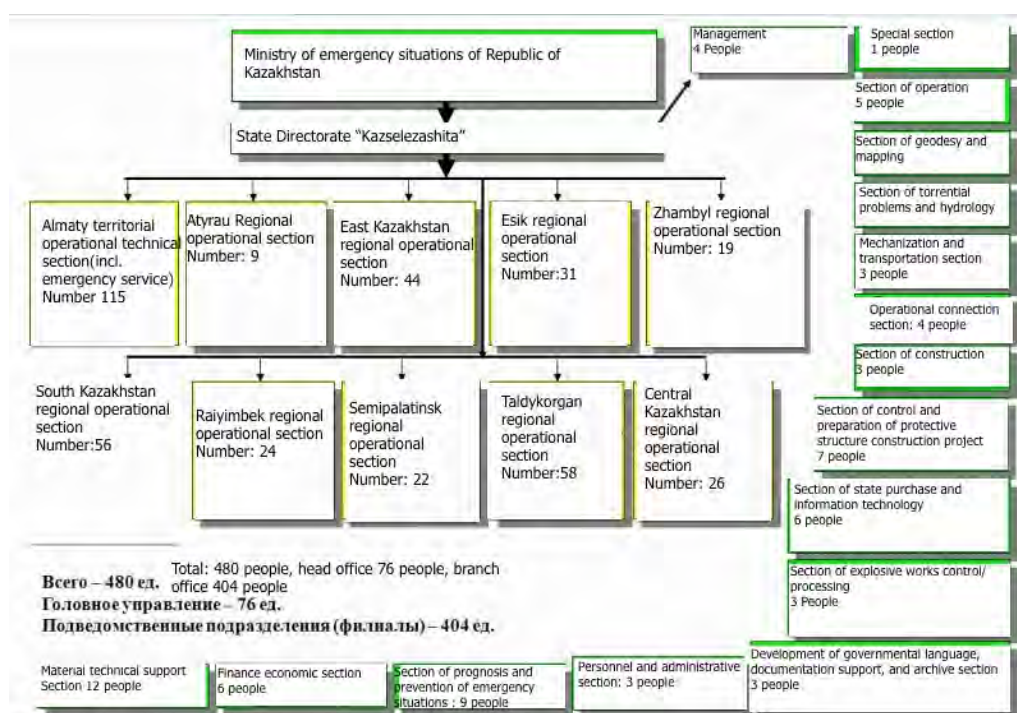 Ministry of emergency situations of Republic of
Kazakhstan
State Directorate “Kazselezashita”
Management
4 People
Special section
1 people
Section of operation
5 people
Section of geodesy and
mapping
Section of torrential
problems and hydrology
Mechanization and
transportation section
3 people
Operational connection
section: 4 people
Section of construction
3 people
Section of control and
preparation of protective
structure construction project
7 people
Section of state purchase and
information technology
6 people
Section of explosive works control/
processing
3 People
Almaty territorial
operational technical
section(incl.
emergency service)
Number 115
Atyrau Regional
operational section
Number: 9
East Kazakhstan
regional operational
section
Number: 44
Esik regional
operational
section
Number:31
Zhambyl regional
operational section
Number: 19
South Kazakhstan
regional operational
section
Number:56
Raiyimbek regional
operational section
Number: 24
Semipalatinsk
regional
operational
section
Number: 22
Taldykorgan
regional
operational
section
Number:58
Central
Kazakhstan
regional
operational
section
Number: 26
Total: 480 people, head office 76 people, branch
office 404 people
Всего – 480 ед.
Головное управление – 76 ед.
Подведомственные подразделения (филиалы) – 404 ед.
Material technical support
Section 12 people
Finance economic section
6 people
Section of prognosis and
prevention of emergency
situations : 9 people
Personnel and administrative
section: 3 people
Development of governmental language,
documentation support, and archive section
3 people